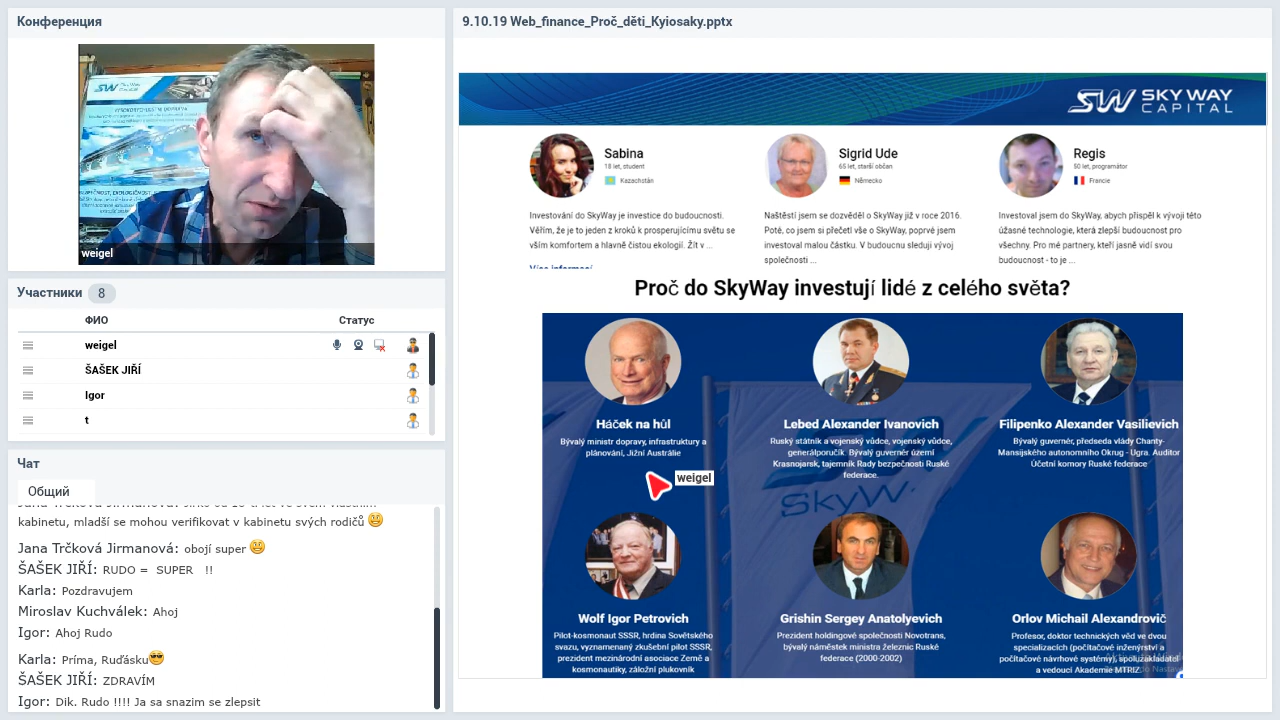 Конференция
weigel
Участники 8
ФИО Статус
weigel
ŠAŠEK JIŘÍ
Igor
t
Чат
Общий
kabinetu, mladší se mohou verifikovat v kabinetu svých rodičů
Jana Trčková Jirmanová: obojí super
ŠAŠEK JIŘÍ: RUDO = SUPER !!
Karla: Pozdravujem
Miroslav Kuchválek: Ahoj
Igor: Ahoj Rudo
Karla: Príma, Ruďásku
ŠAŠEK JIŘÍ: ZDRAVÍM
Igor: Dik. Rudo !!!! Ja sa snazim se zlepsit
9.10.19 Web_finance_Proč_děti_Kyiosaky.pptx
SW SKY WAY
CAPITAL
Sabina
18 let, student
Kazachstán
Investování do SkyWay je investice do budoucnosti.
Věřím, že je to jeden z kroků k prosperujícímu světu se
vším komfortem a hlavně čistou ekologií. Žít v ...
Více informací
Sigrid Ude
65 let, starší občan
Německo
Naštěstí jsem se dozvěděl o SkyWay již v roce 2016.
Poté, co jsem si přečetl vše o SkyWay, poprvé jsem
investoval malou částku. V budoucnu sleduji vývoj
společnosti ...
Regis
50 let, programátor
Francie
Investoval jsem do SkyWay, abych přispěl k vývoji této
úžasné technologie, která zlepší budoucnost pro
všechny. Pro mé partnery, kteří jasně vidí svou
budoucnost - to je ...
Proč do SkyWay investují lidé z celého světa?
Háček na hůl
Bývalý ministr dopravy, infrastruktury a
plánování, Jižní Austrálie
weigel
Lebed Alexander Ivanovich
Ruský státník a vojenský vůdce, vojenský vůdce,
generálporučík. Bývalý guvernér území
Krasnojarsk, tajemník Rady bezpečnosti Ruské
federace.
Filipenko Alexander Vasilievich
Bývalý guvernér, předseda vlády Chanty-
Mansijského autonomního Okrug - Ugra. Auditor
Účetní komory Ruské federace
Wolf Igor Petrovich
Pilot-kosmonaut SSSR, hrdina Sovětského
svazu, vyznamenaný zkušební pilot SSSR,
prezident mezinárodní asociace Země a
kosmonautiky, záložní plukovník
Grishin Sergey Anatolyevich
Prezident holdingové společnosti Novotrans,
bývalý náměstek ministra železnic Ruské
federace (2000-2002)
Orlov Michail Alexandrovič
Profesor, doktor technických věd ve dvou
specializacích (počítačové inženýrství a
počítačové návrhové systémy), spoluzakladatel
a vedoucí Akademie MTRIZ.